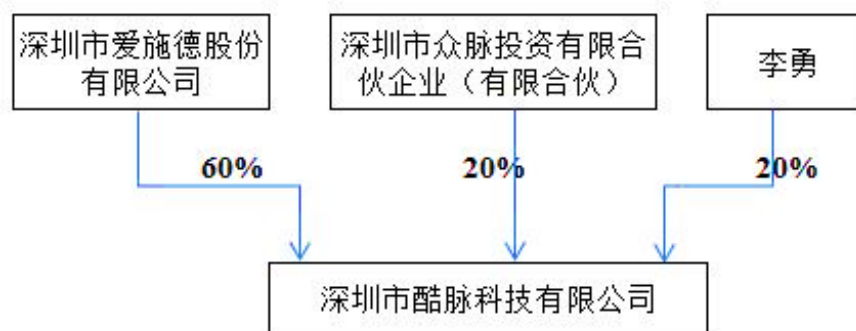 深圳市爱施德股份
有限公司
深圳市众脉投资有限合
伙企业（有限合伙）
李勇
60%
20%
20%
深圳市酷脉科技有限公司